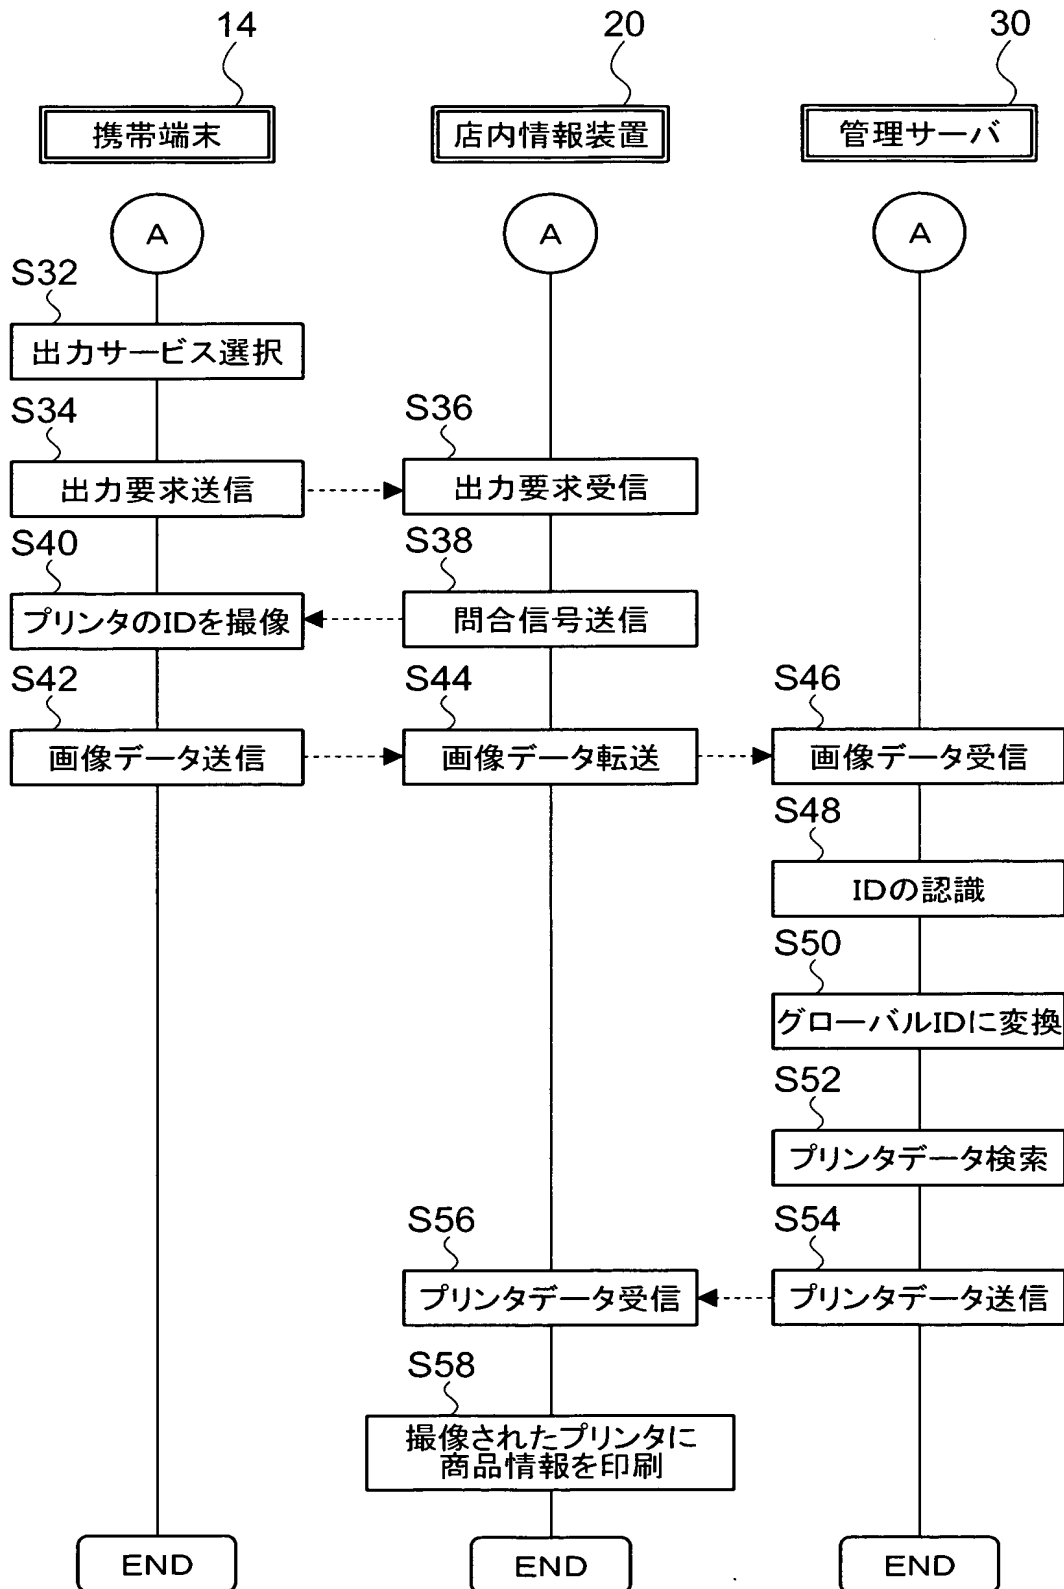 14
20
30
携帯端末
店内情報装置
管理サーバ
A
A
A
S32
出力サービス選択
S34
S36
出力要求送信
出力要求受信
S40
S38
プリンタのIDを撮像
問合信号送信
S42
S44
S46
画像データ送信
画像データ転送
画像データ受信
S48
IDの認識
S50
グローバルIDに変換
S52
プリンタデータ検索
S56
S54
プリンタデータ受信
プリンタデータ送信
S58
撮像されたプリンタに
商品情報を印刷
END
END
END